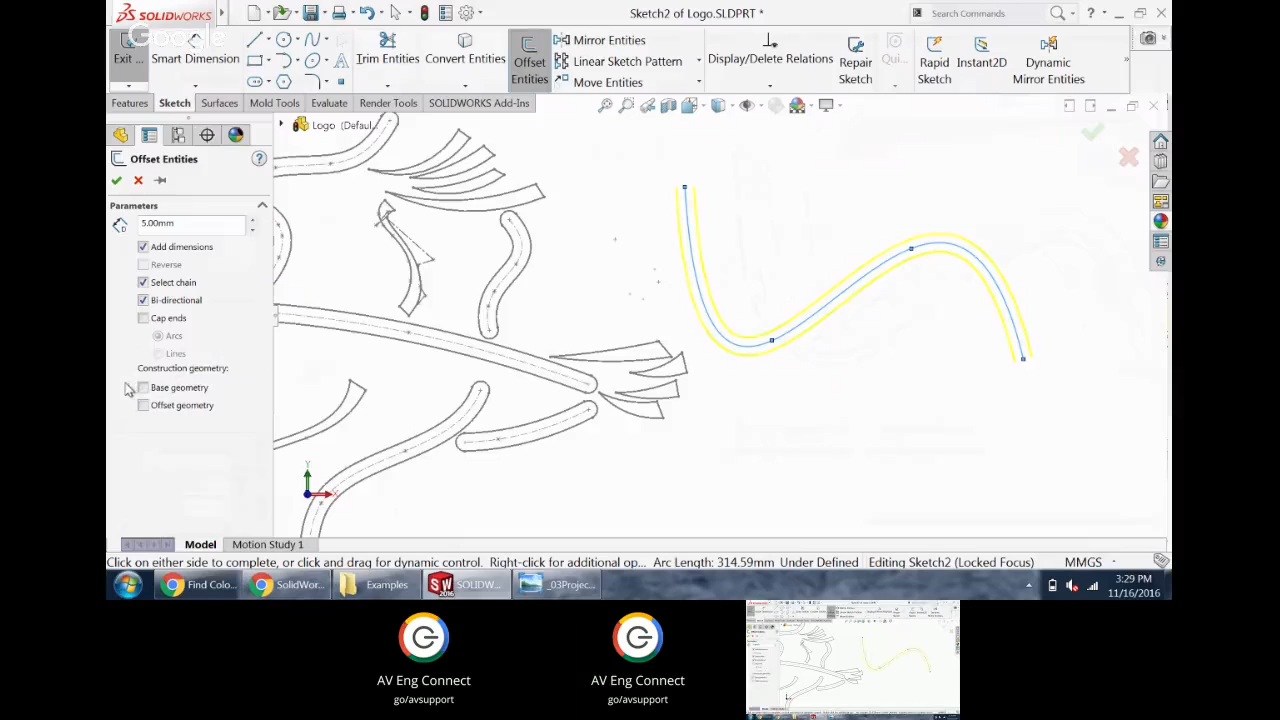 SOLIDWORKS
Sketch2 of Logo.SLDPRT *
Search Commands
Google
Exit ...
Smart Dimension
Trim Entities
Convert Entities
Offset
Entities
Mirror Entities
Linear Sketch Pattern
Move Entities
Display/Delete Relations
Repair
Sketch
Qui...
Rapid
Sketch
Instant2D
Dynamic
Mirror Entities
Features
Sketch
Surfaces
Mold Tools
Evaluate
Render Tools
SOLIDWORKS Add-Ins
Logo (Defaul...
Offset Entities
Parameters
5.00mm
Add dimensions
Reverse
Select chain
Bi-directional
Cap ends
Arcs
Lines
Construction geometry:
Base geometry
Offset geometry
Y
X
Model
Motion Study 1
Click on either side to offset entity, or click and drag for dynamic control. Right-click for additional op...
Arc Length: 314.59mm
Under Defined
Editing Sketch2 (Locked Focus)
MMGS
Find Colo...
SolidWor...
Examples
SOLIDW...
_03Projec...
3:29 PM
11/16/2016
AV Eng Connect
go/avsupport
AV Eng Connect
go/avsupport